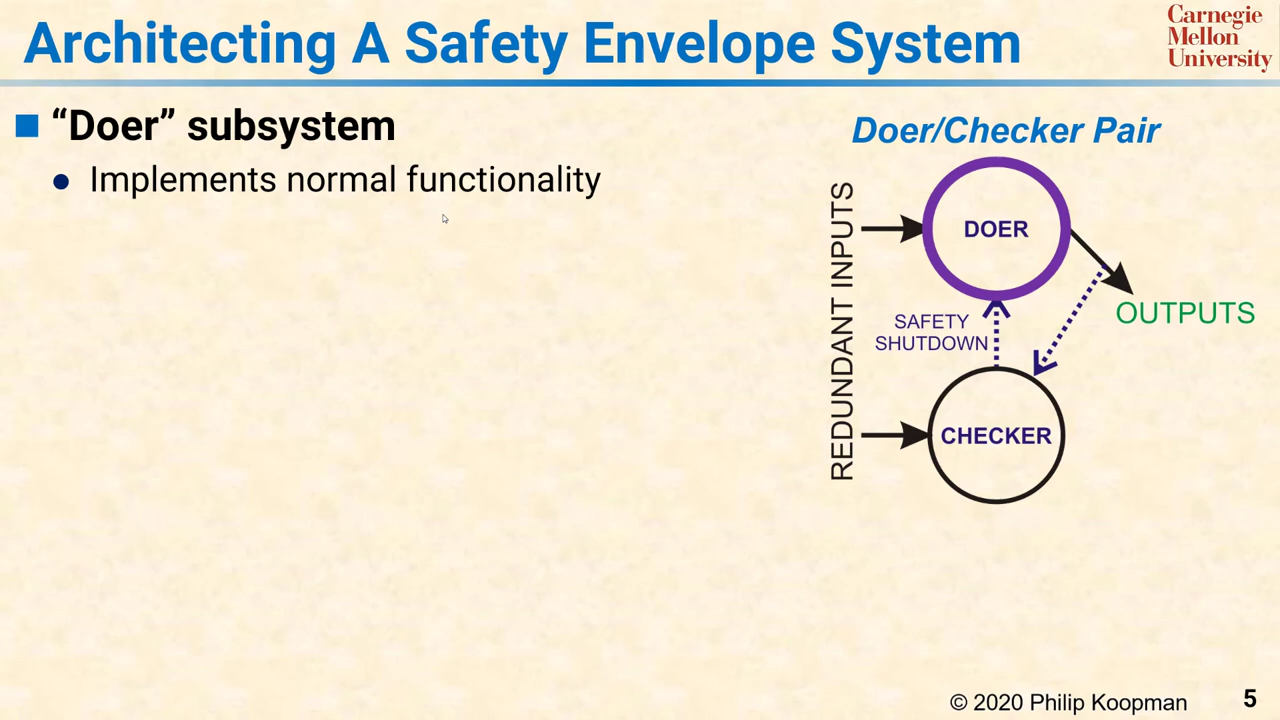 Architecting A Safety Envelope System
Carnegie
Mellon
University
“Doer” subsystem
Implements normal functionality
Doer/Checker Pair
REDUNDANT INPUTS
DOER
SAFETY
SHUTDOWN
OUTPUTS
CHECKER
© 2020 Philip Koopman
5